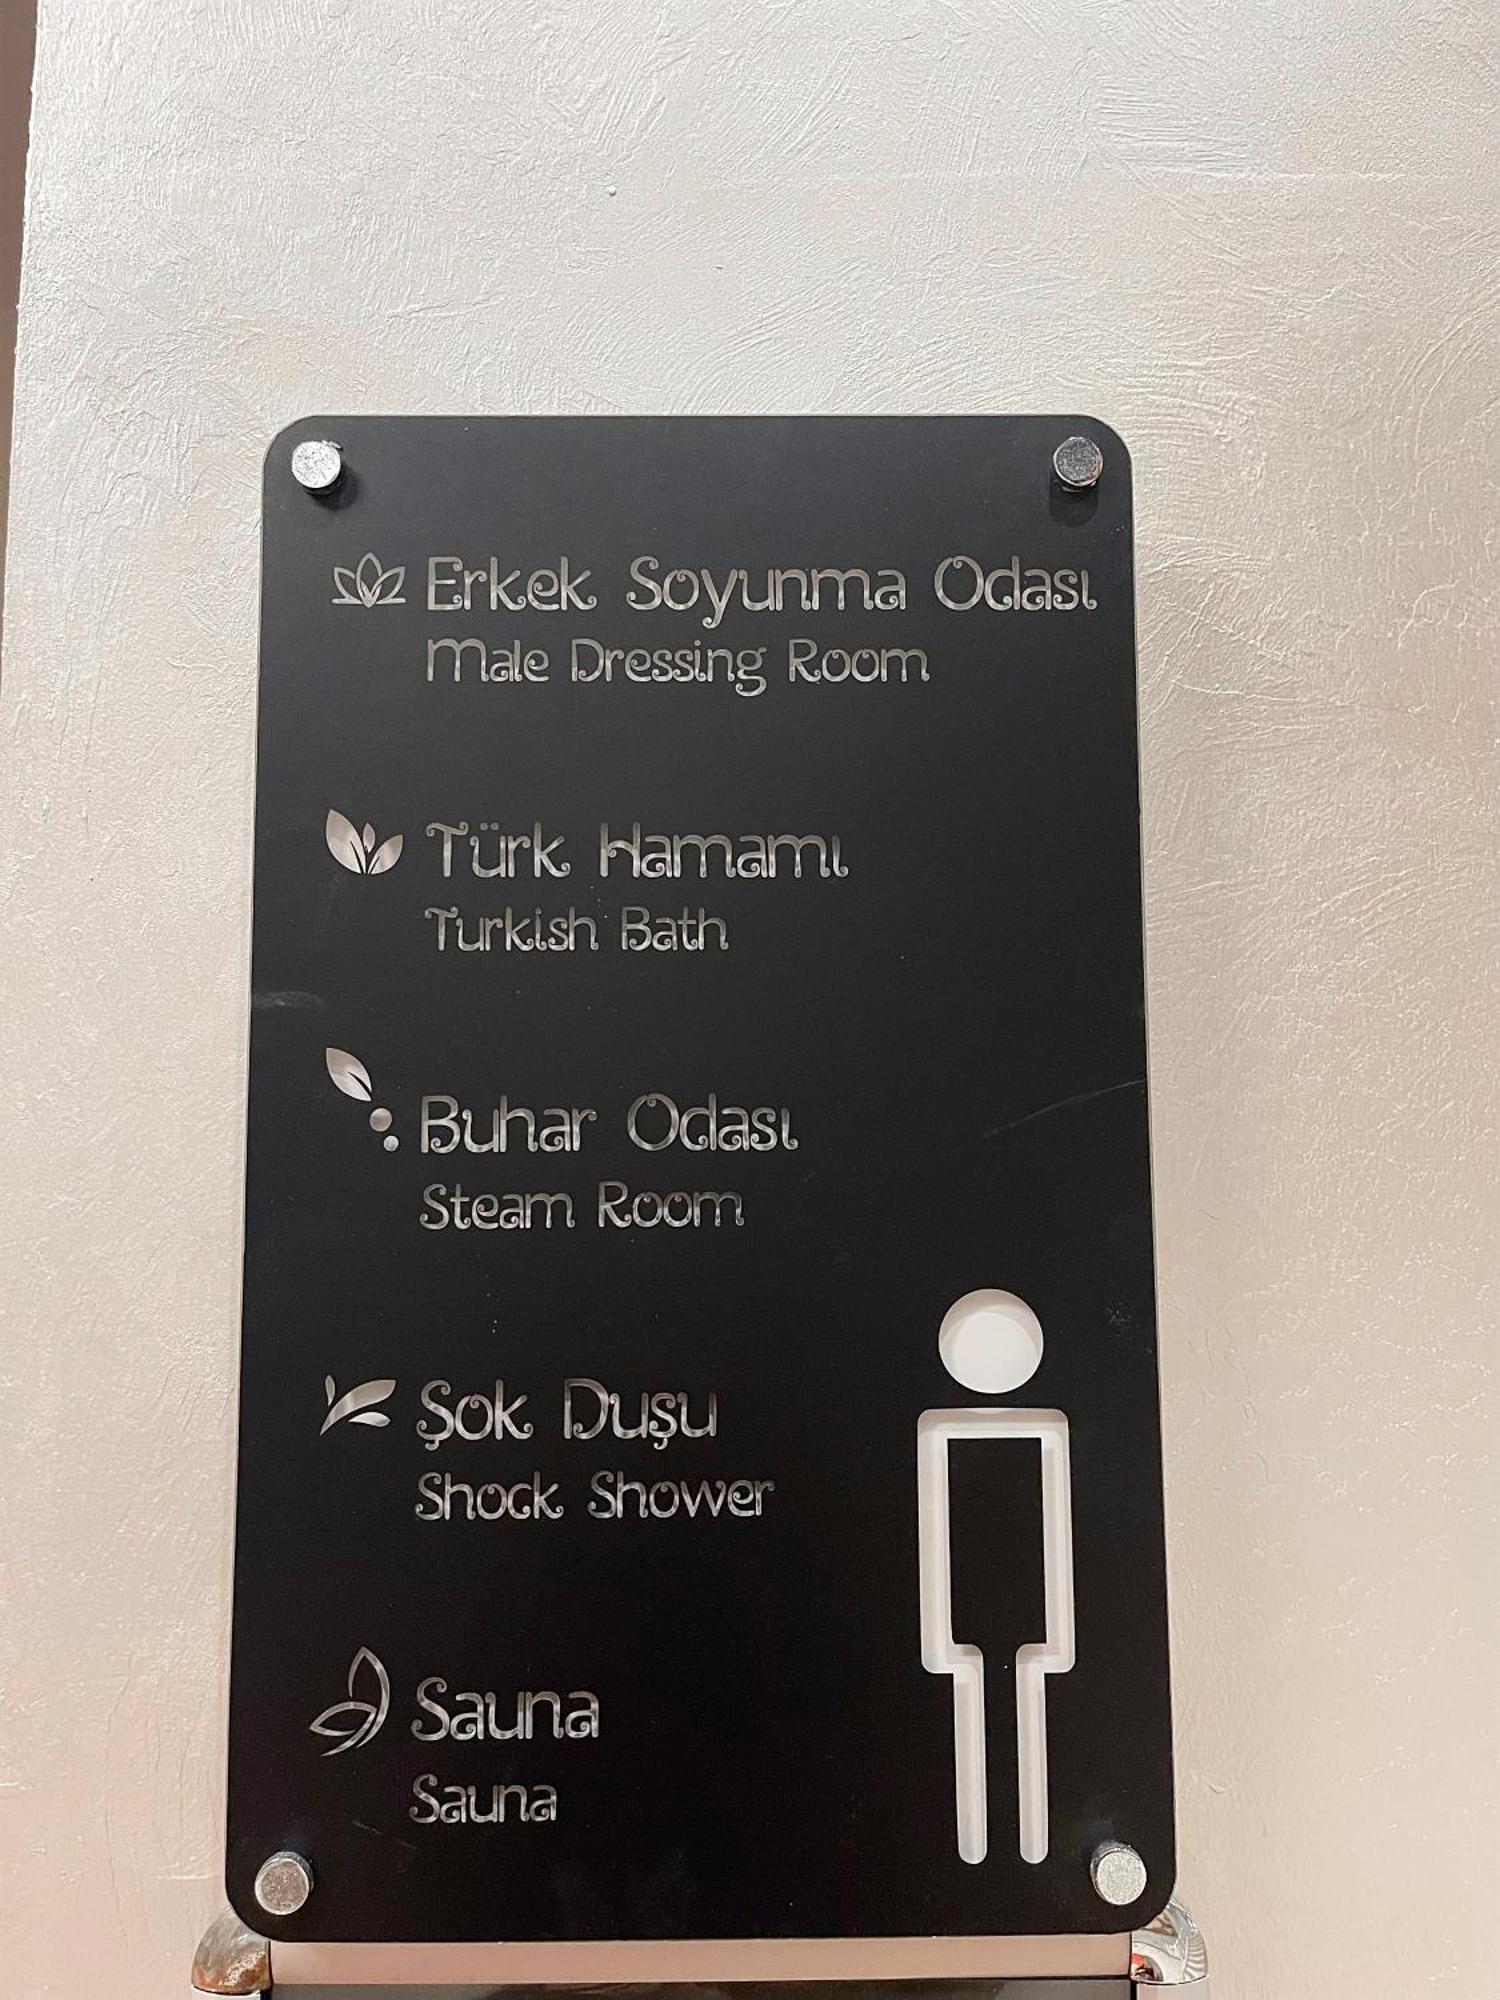 Erkek Soyunma Odası
Male Dressing Room
Türk Hamamı
Turkish Bath
Buhar Odası
Steam Room
Şok Duşu
Shock Shower
Sauna
Sauna